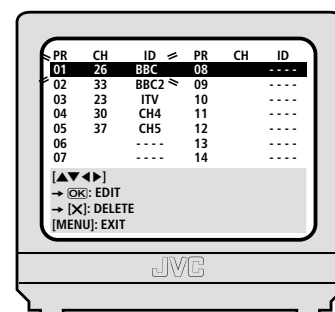 PR CH ID PR CH ID
01 26 BBC 08 - - - -
02 33 BBC2 09 - - - -
03 23 ITV 10 - - - -
04 30 CH4 11 - - - -
05 37 CH5 12 - - - -
06 - - - - 13 - - - -
07 - - - - 14 - - - -
[▲▼◀▶]
→ OK: EDIT
→ [X]: DELETE
[MENU]: EXIT
JVC